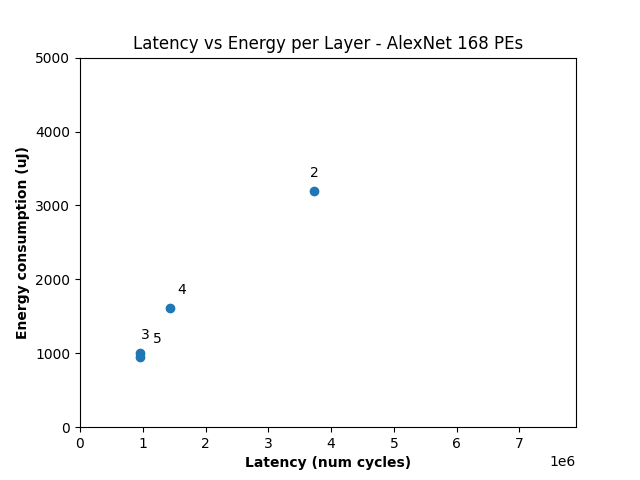 Latency vs Energy per Layer - AlexNet 168 PEs
Energy consumption (uJ)
5000
4000
3000
2000
1000
0
2
4
3
5
0 1 2 3 4 5 6 7
1e6
Latency (num cycles)